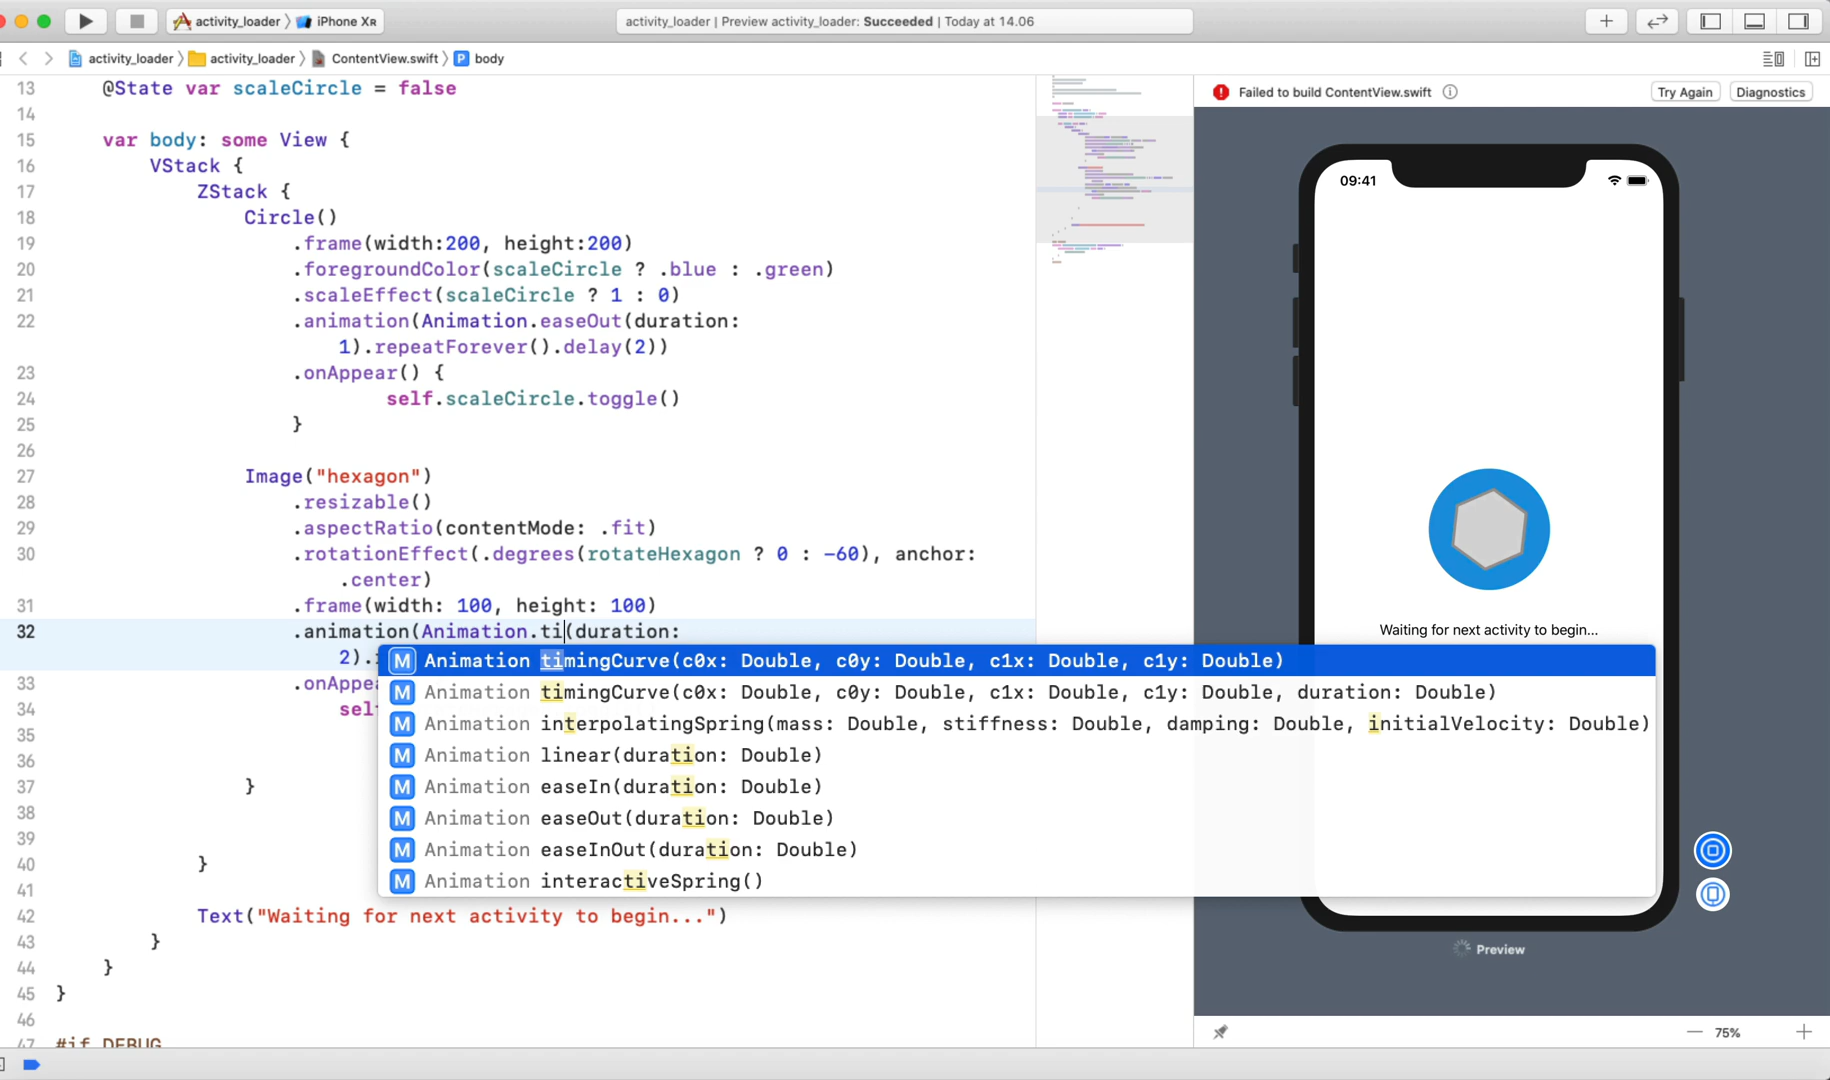 activity_loader
iPhone XR
activity_loader | Preview activity_loader: Succeeded | Today at 14.06
activity_loader
activity_loader
ContentView.swift
P body
13 @State var scaleCircle = false
14
15 var body: some View {
16 VStack {
17 ZStack {
18 Circle()
19 .frame(width:200, height:200)
20 .foregroundColor(scaleCircle ? .blue : .green)
21 .scaleEffect(scaleCircle ? 1 : 0)
22 .animation(Animation.easeOut(duration:
1).repeatForever().delay(2))
23 .onAppear() {
24 self.scaleCircle.toggle()
25 }
26
27 Image("hexagon")
28 .resizable()
29 .aspectRatio(contentMode: .fit)
30 .rotationEffect(.degrees(rotateHexagon ? 0 : -60), anchor:
.center)
31 .frame(width: 100, height: 100)
32 .animation(Animation.ti(duration:
2).
M Animation timingCurve(c0x: Double, c0y: Double, c1x: Double, c1y: Double)
33 .onAppea
M Animation timingCurve(c0x: Double, c0y: Double, c1x: Double, c1y: Double, duration: Double)
34 self
M Animation interpolatingSpring(mass: Double, stiffness: Double, damping: Double, initialVelocity: Double)
35
36
M Animation linear(duration: Double)
37 }
M Animation easeIn(duration: Double)
38
M Animation easeOut(duration: Double)
39
M Animation easeInOut(duration: Double)
40 }
M Animation interactiveSpring()
41
42 Text("Waiting for next activity to begin...")
43 }
44 }
45 }
46
47 #if DEBUG
Failed to build ContentView.swift
Try Again
Diagnostics
09:41
Waiting for next activity to begin...
Preview
75%